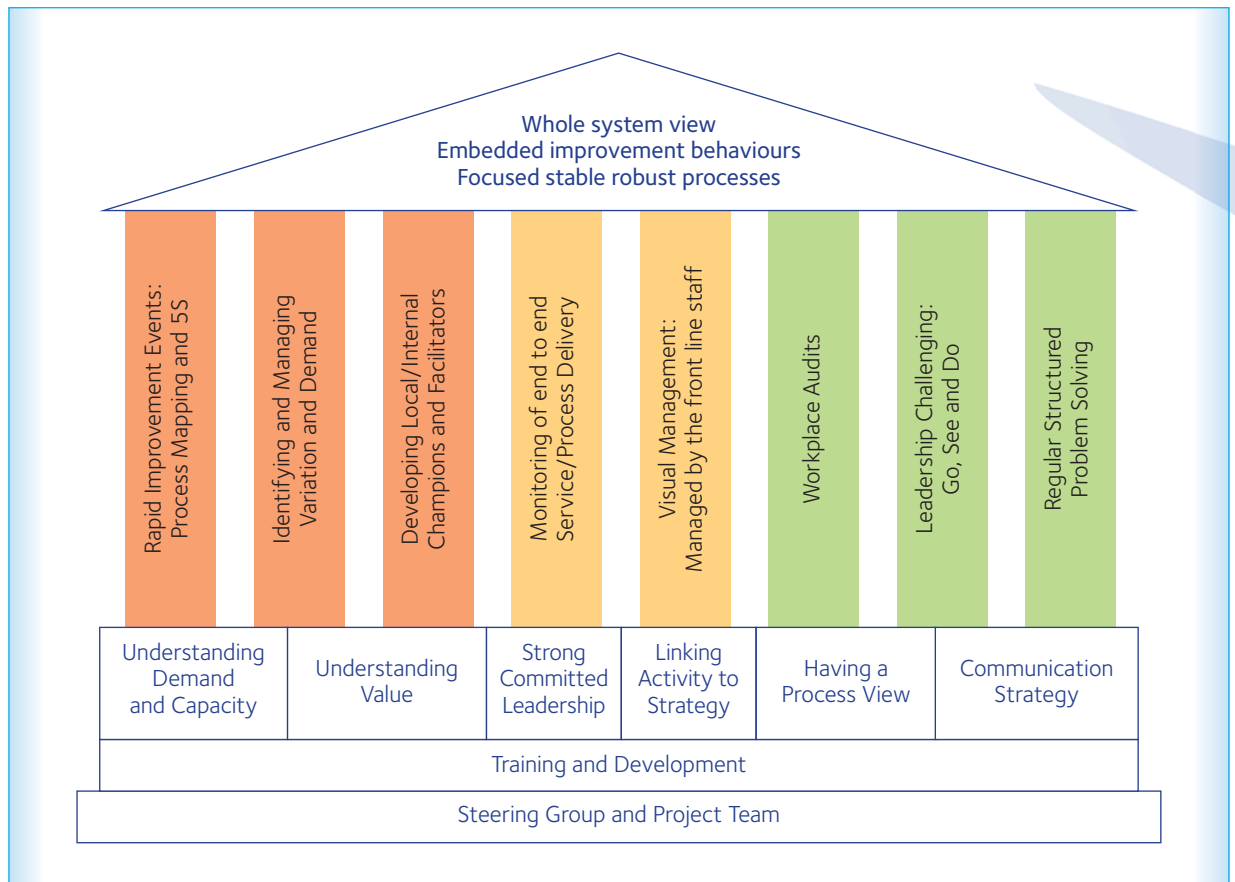 Whole system view
Embedded improvement behaviours
Focused stable robust processes
Rapid Improvement Events:
Process Mapping and 5S
Identifying and Managing
Variation and Demand
Developing Local/Internal
Champions and Facilitators
Monitoring of end to end
Service/Process Delivery
Visual Management:
Managed by the front line staff
Workplace Audits
Leadership Challenging:
Go, See and Do
Regular Structured
Problem Solving
Understanding
Demand
and Capacity
Understanding
Value
Strong
Committed
Leadership
Linking
Activity to
Strategy
Having a
Process View
Communication
Strategy
Training and Development
Steering Group and Project Team